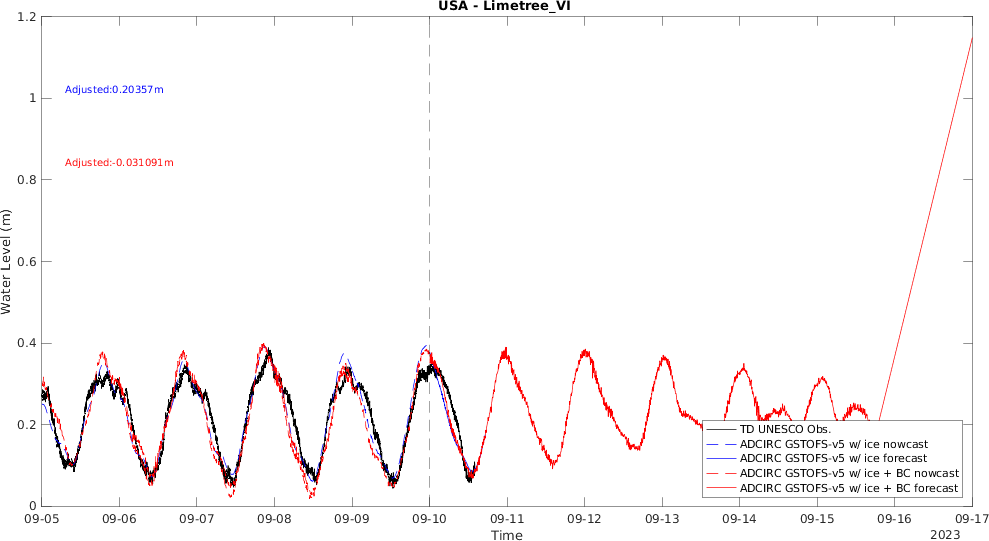 USA - Limetree_VI
1.2
1
0.8
0.6
0.4
0.2
0
Water Level (m)
Adjusted:0.20357m
Adjusted:-0.031091m
TD UNESCO Obs.
ADCIRC GSTOFS-v5 w/ ice nowcast
ADCIRC GSTOFS-v5 w/ ice forecast
ADCIRC GSTOFS-v5 w/ ice + BC nowcast
ADCIRC GSTOFS-v5 w/ ice + BC forecast
09-05 09-06 09-07 09-08 09-09 09-10 09-11 09-12 09-13 09-14 09-15 09-16 09-17
Time
2023